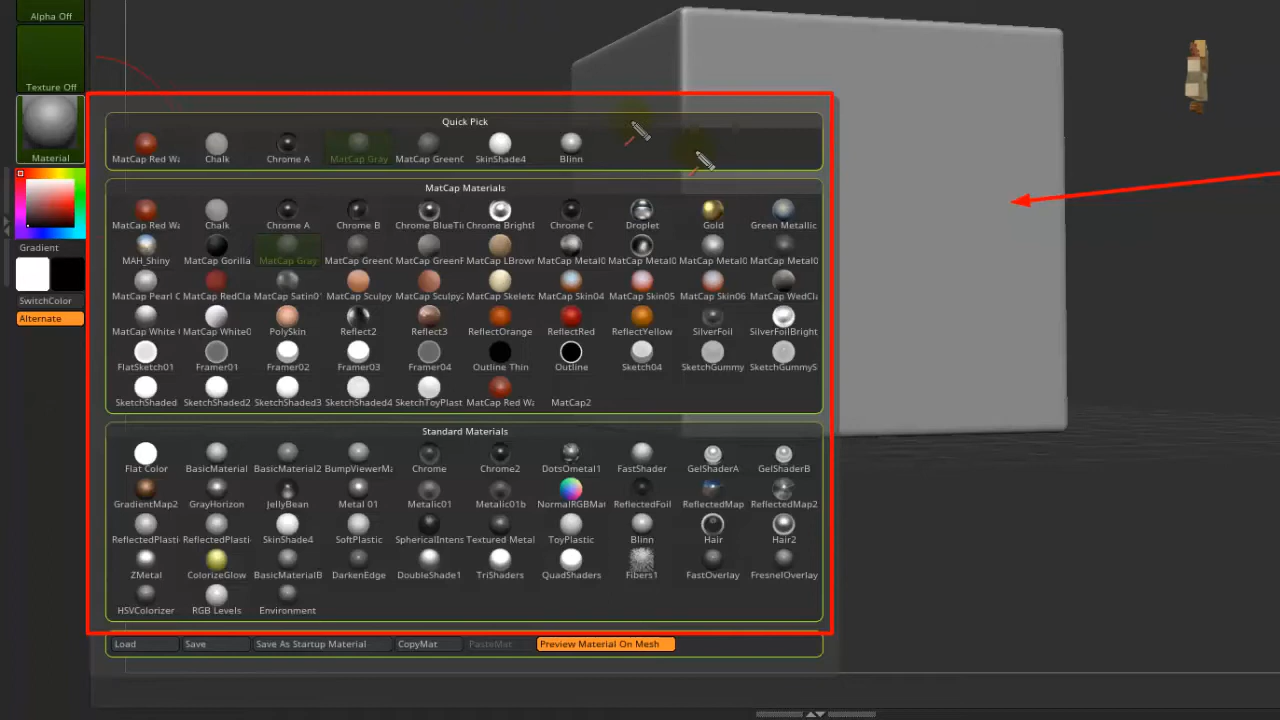 Alpha Off
Texture Off
Material
Gradient
SwitchColor
Alternate
Quick Pick
MatCap Red Wa Chalk Chrome A MatCap Gray MatCap GreenC SkinShade4 Blinn
MatCap Materials
MatCap Red Wa Chalk Chrome A Chrome B Chrome BlueTi Chrome BrightI Chrome C Droplet Gold Green Metallic
MAH_Shiny MatCap Gorilla MatCap Gray MatCap GreenC MatCap GreenF MatCap LBrow MatCap Metal0 MatCap Metal0 MatCap Metal0 MatCap Metal0
MatCap Pearl C MatCap RedCla MatCap Satin01 MatCap Sculpy MatCap Sculpy2 MatCap Skeleto MatCap Skin04 MatCap Skin05 MatCap Skin06 MatCap WedCla
MatCap White MatCap White0 PolySkin Reflect2 Reflect3 ReflectOrange ReflectRed ReflectYellow SilverFoil SilverFoilBright
FlatSketch01 Framer01 Framer02 Framer03 Framer04 Outline Thin Outline Sketch04 SketchGummy SketchGummyS
SketchShaded SketchShaded2 SketchShaded3 SketchShaded4 SketchToyPlast MatCap Red Wa MatCap2
Standard Materials
Flat Color BasicMaterial BasicMaterial2 BumpViewerMa Chrome Chrome2 DotsOmetal1 FastShader GelShaderA GelShaderB
GradientMap2 GrayHorizon JellyBean Metal 01 Metalic01 Metalic01b NormalRGBMat ReflectedFoil ReflectedMap ReflectedMap2
ReflectedPlasti ReflectedPlasti SkinShade4 SoftPlastic SphericalIntens Textured Metal ToyPlastic Blinn Hair Hair2
ZMetal ColorizeGlow BasicMaterialB DarkenEdge DoubleShade1 TriShaders QuadShaders Fibers1 FastOverlay FresnelOverlay
HSVColorizer RGB Levels Environment
Load Save Save As Startup Material CopyMat PasteMat Preview Material On Mesh